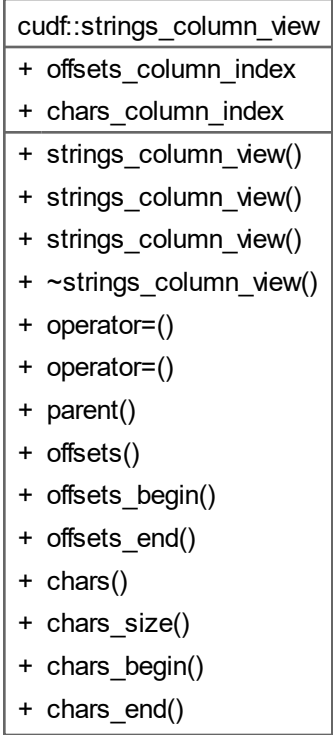 cudf::strings_column_view
+ offsets_column_index
+ chars_column_index
+ strings_column_view()
+ strings_column_view()
+ strings_column_view()
+ ~strings_column_view()
+ operator=()
+ operator=()
+ parent()
+ offsets()
+ offsets_begin()
+ offsets_end()
+ chars()
+ chars_size()
+ chars_begin()
+ chars_end()